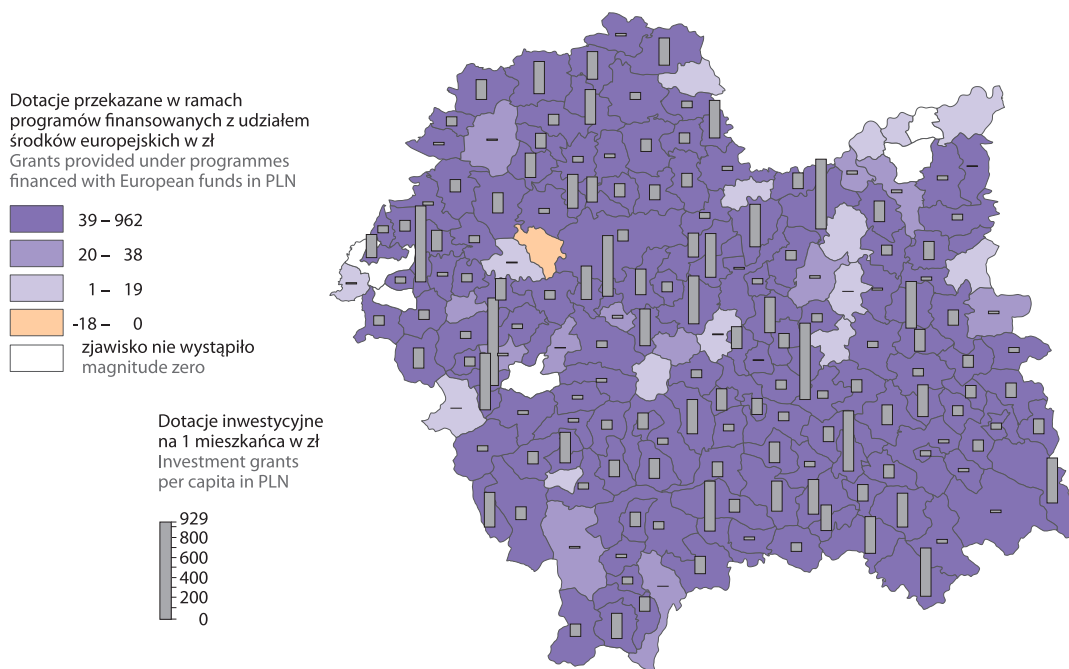 Dotacje przekazane w ramach
programów finansowanych z udziałem
środków europejskich w zł
Grants provided under programmes
financed with European funds in PLN
39 – 962
20 – 38
1 – 19
-18 – 0
zjawisko nie wystąpiło
magnitude zero
Dotacje inwestycyjne
na 1 mieszkańca w zł
Investment grants
per capita in PLN
929
800
600
400
200
0